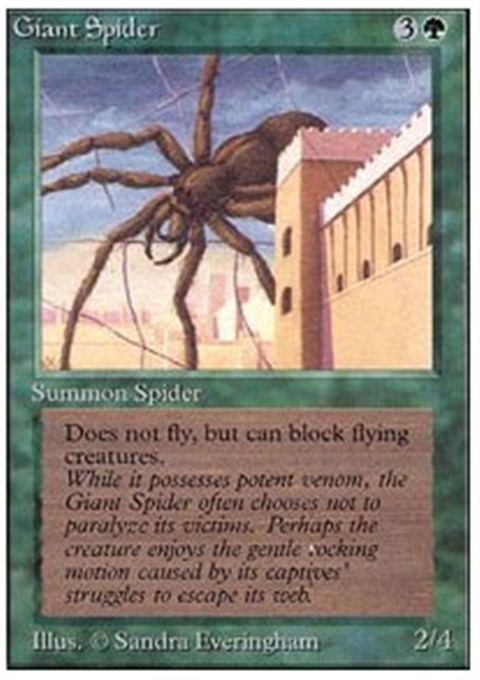 Giant Spider 3
Summon Spider
Does not fly, but can block flying
creatures.
While it possesses potent venom, the
Giant Spider often chooses not to
paralyze its victims. Perhaps the
creature enjoys the gentle rocking
motion caused by its captives'
struggles to escape its web.
Illus. © Sandra Everingham 2/4